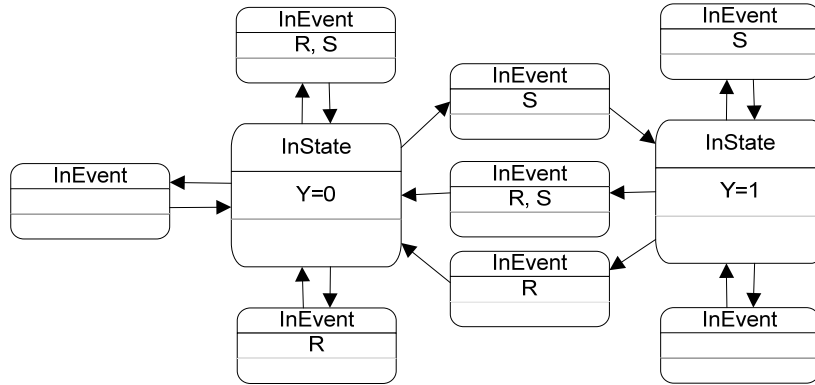 InEvent
R, S
InEvent
S
InEvent
S
InState
Y=0
InState
Y=1
InEvent
InEvent
R, S
InEvent
R
InEvent
R
InEvent